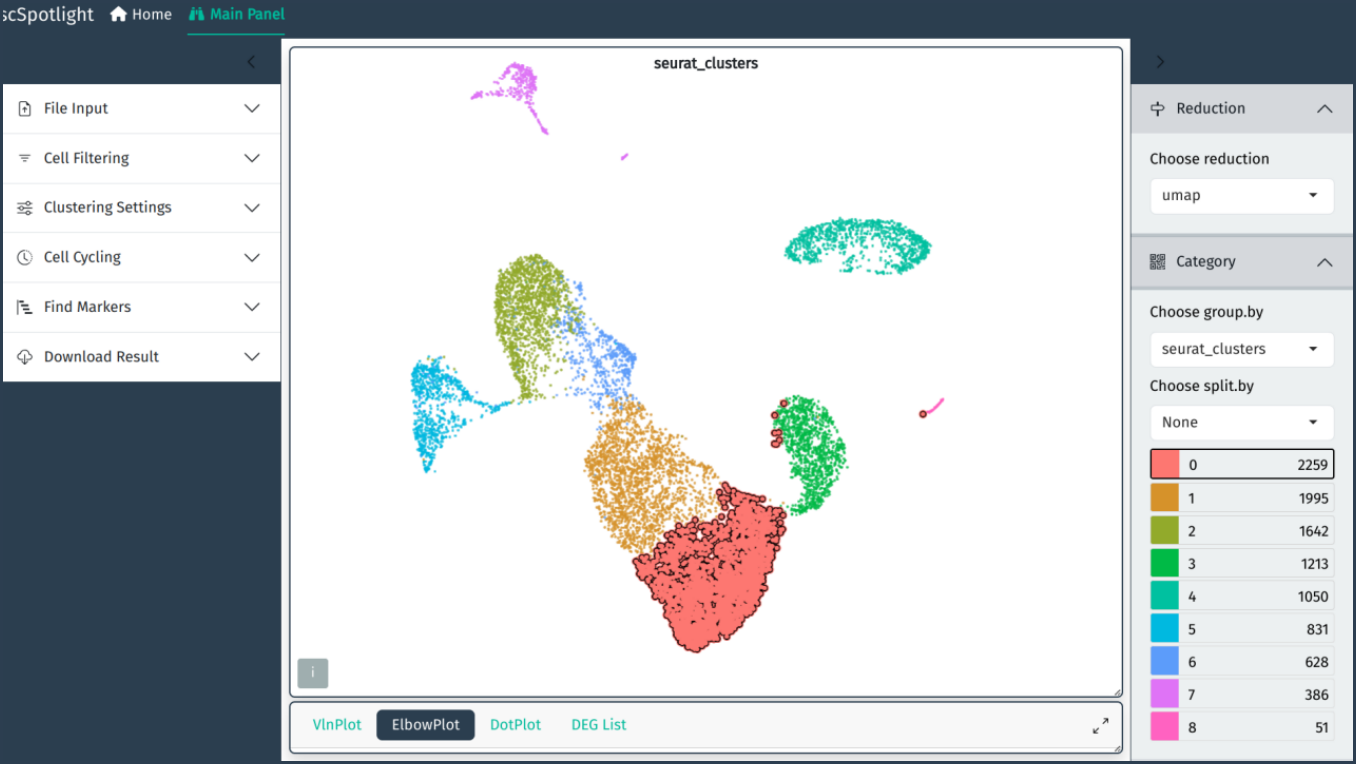 scSpotlight Home Main Panel
File Input
Cell Filtering
Clustering Settings
Cell Cycling
Find Markers
Download Result
seurat_clusters
i
VlnPlot ElbowPlot DotPlot DEG List
Reduction
Choose reduction
umap
Category
Choose group.by
seurat_clusters
Choose split.by
None
0 2259
1 1995
2 1642
3 1213
4 1050
5 831
6 628
7 386
8 51